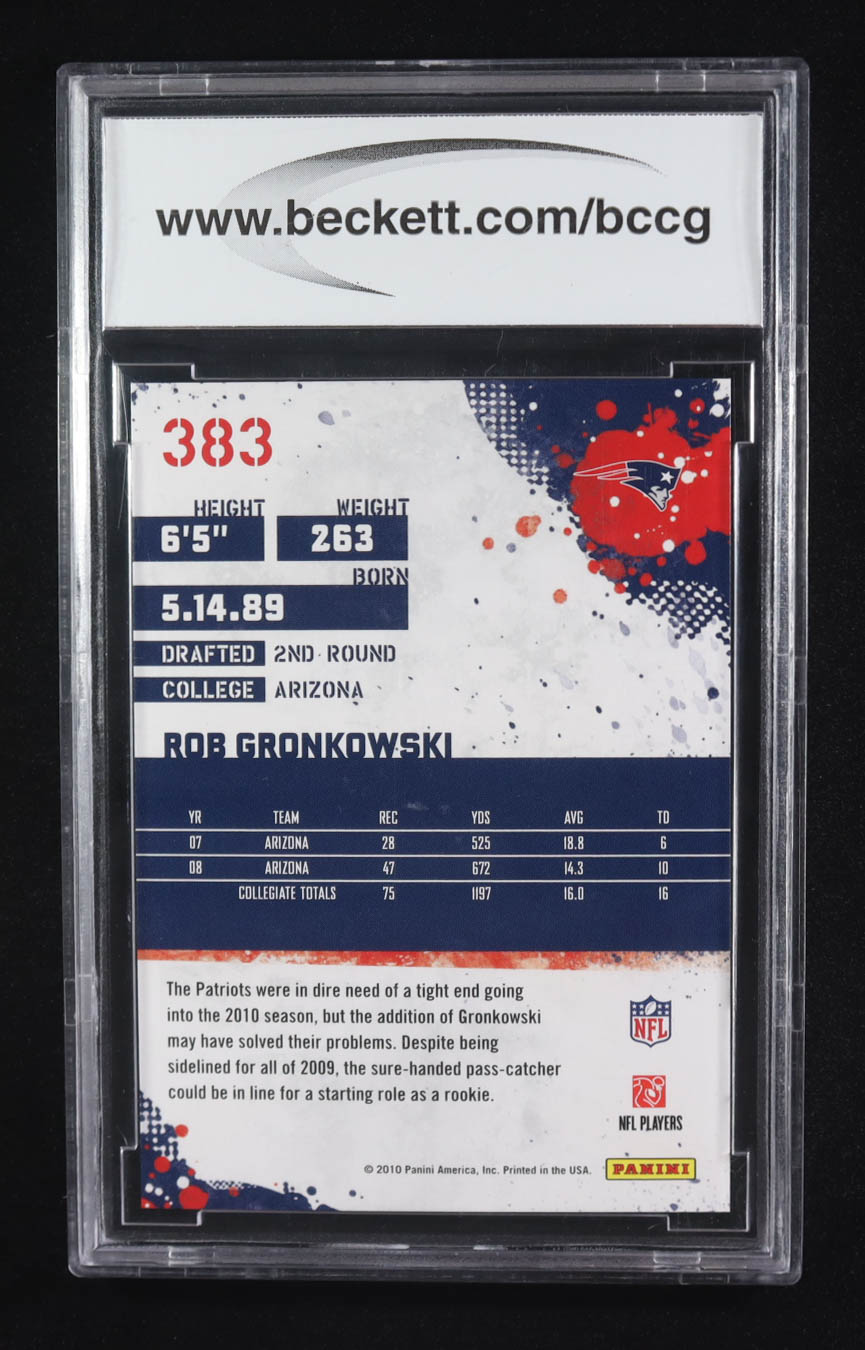 www.beckett.com/bccg
383
HEIGHT WEIGHT
6'5" 263
BORN
5.14.89
DRAFTED 2ND ROUND
COLLEGE ARIZONA
ROB GRONKOWSKI
YR TEAM REC YDS AVG TD
07 ARIZONA 28 525 18.8 6
08 ARIZONA 47 672 14.3 10
COLLEGIATE TOTALS 75 1197 16.0 16
The Patriots were in dire need of a tight end going
into the 2010 season, but the addition of Gronkowski
may have solved their problems. Despite being
sidelined for all of 2009, the sure-handed pass-catcher
could be in line for a starting role as a rookie.
NFL
NFL PLAYERS
© 2010 Panini America, Inc. Printed in the USA. PANINI